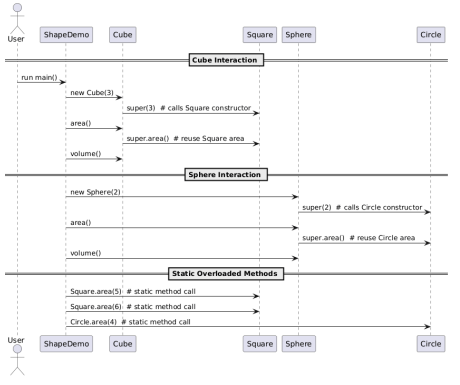 User
ShapeDemo Cube Square Sphere Circle
Cube Interaction
run main()
new Cube(3)
super(3) # calls Square constructor
area()
super.area() # reuse Square area
volume()
Sphere Interaction
new Sphere(2)
super(2) # calls Circle constructor
area()
super.area() # reuse Circle area
volume()
Static Overloaded Methods
Square.area(5) # static method call
Square.area(6) # static method call
Circle.area(4) # static method call
User
ShapeDemo Cube Square Sphere Circle